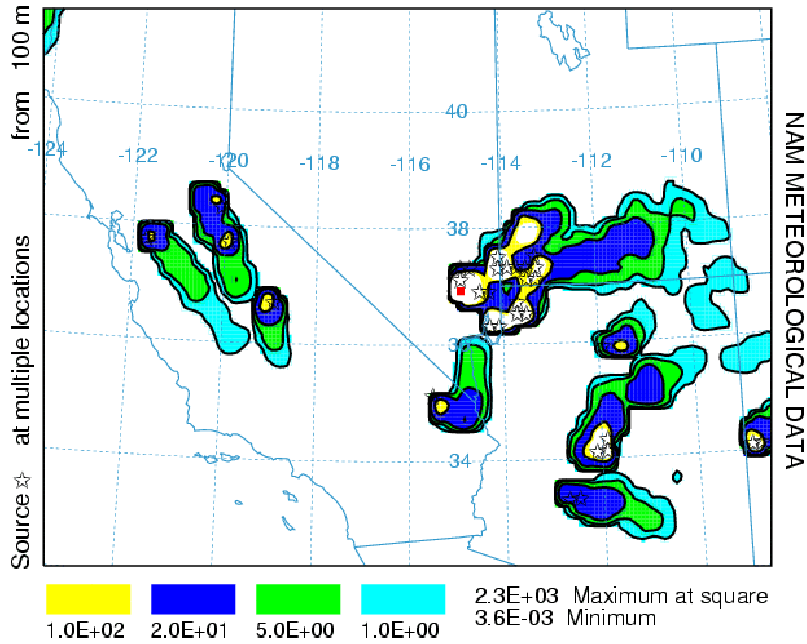 Source ☆ at multiple locations from 100 m
NAM METEOROLOGICAL DATA
-124
-122
-120
-118
-116
-114
-112
-110
40
38
34
1.0E+02
2.0E+01
5.0E+00
1.0E+00
2.3E+03 Maximum at square
3.6E-03 Minimum